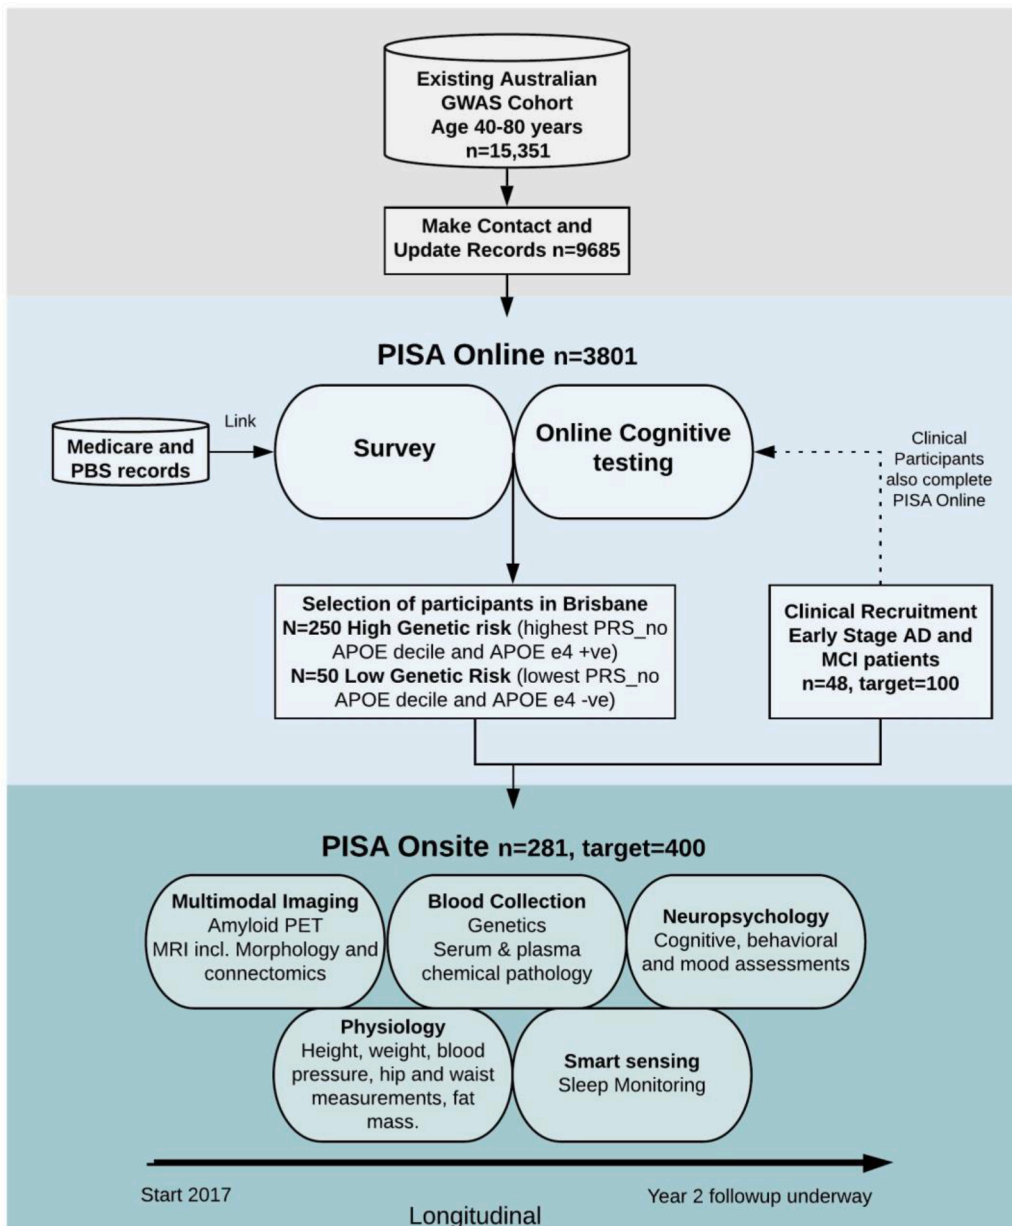 Existing Australian
GWAS Cohort
Age 40-80 years
n=15,351
Make Contact and
Update Records n=9685
PISA Online n=3801
Link
Medicare and
PBS records
Survey
Online Cognitive
testing
Clinical
Participants
also complete
PISA Online
Selection of participants in Brisbane
N=250 High Genetic risk (highest PRS_no
APOE decile and APOE e4 +ve)
N=50 Low Genetic Risk (lowest PRS_no
APOE decile and APOE e4 -ve)
Clinical Recruitment
Early Stage AD and
MCI patients
n=48, target=100
PISA Onsite n=281, target=400
Multimodal Imaging
Amyloid PET
MRI incl. Morphology and
connectomics
Blood Collection
Genetics
Serum & plasma
chemical pathology
Neuropsychology
Cognitive, behavioral
and mood assessments
Physiology
Height, weight, blood
pressure, hip and waist
measurements, fat
mass.
Smart sensing
Sleep Monitoring
Start 2017
Year 2 followup underway
Longitudinal